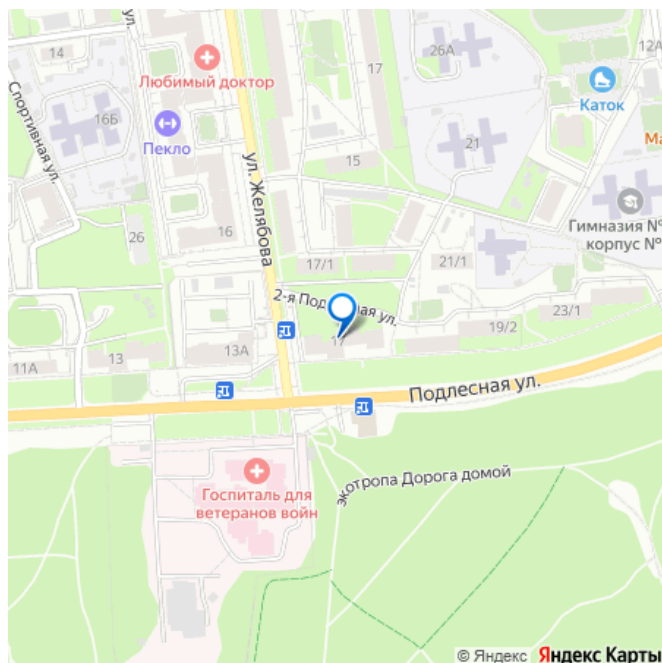 ул.
14
Любимый доктор
17
26А
12А
Каток
Спортивная ул.
16Б
Пекло
ул. Желябова
15
21
Ма
Гимназия №
корпус №
26
16
17/1
21/1
2-я Под
ная ул.
23/1
19/2
11А
13
13А
Подлесная ул.
экотропа Дорога домой
Госпиталь для
ветеранов войн
© Яндекс Яндекс Карты